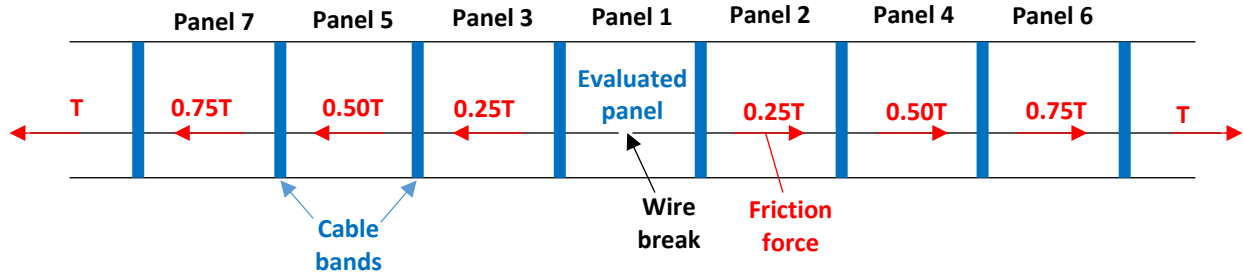 Panel 7 Panel 5 Panel 3 Panel 1 Panel 2 Panel 4 Panel 6
Evaluated
panel
T 0.75T 0.50T 0.25T 0.25T 0.50T 0.75T T
Cable
bands
Wire
break
Friction
force